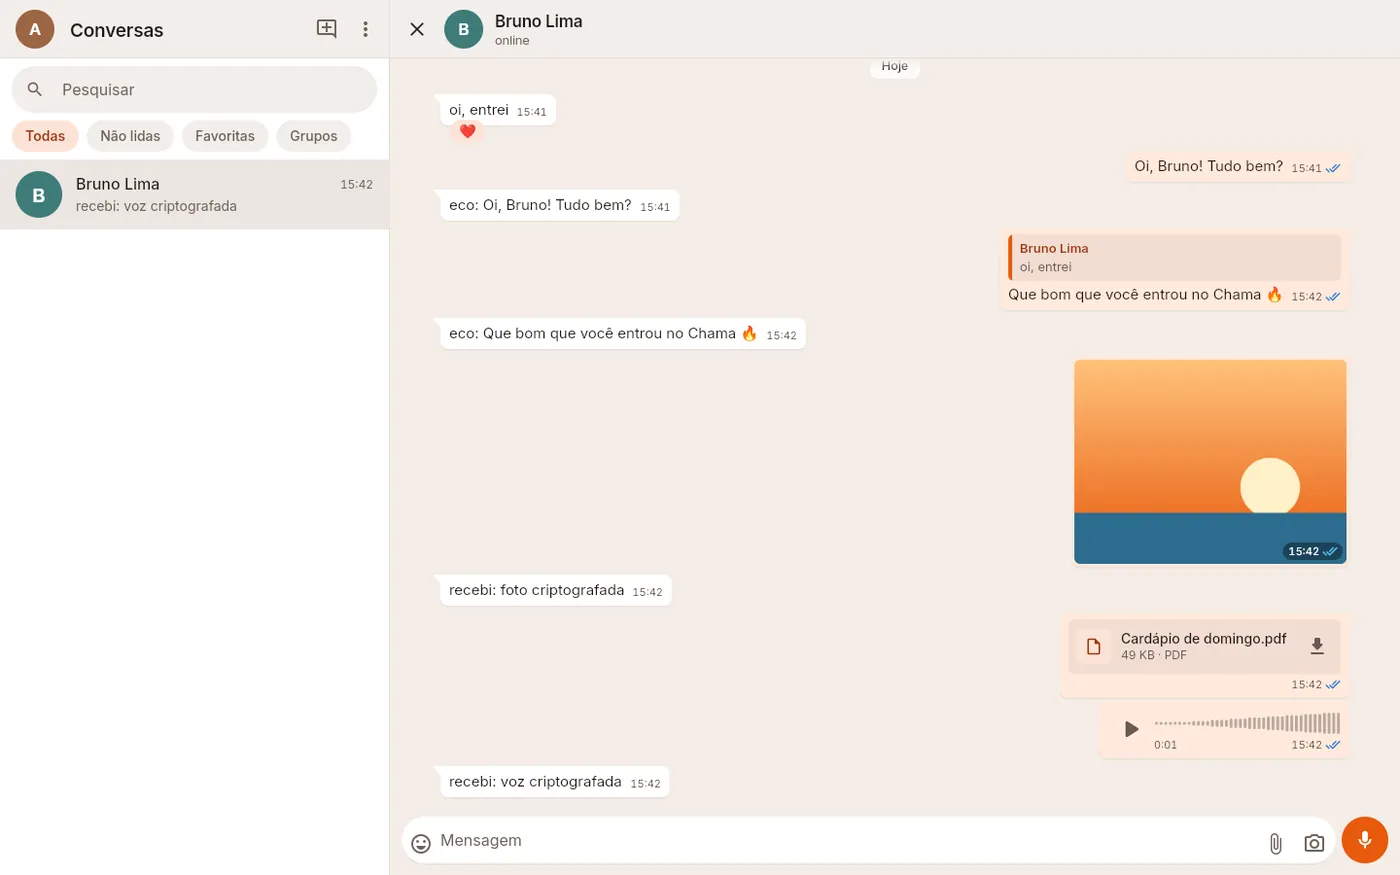 A
Conversas
Pesquisar
Todas
Não lidas
Favoritas
Grupos
B
Bruno Lima
15:42
recebi: voz criptografada
B
Bruno Lima
online
Hoje
oi, entrei 15:41
❤️
Oi, Bruno! Tudo bem? 15:41
eco: Oi, Bruno! Tudo bem? 15:41
Bruno Lima
oi, entrei
Que bom que você entrou no Chama 🔥 15:42
eco: Que bom que você entrou no Chama 🔥 15:42
15:42
recebi: foto criptografada 15:42
Cardápio de domingo.pdf
49 KB · PDF
15:42
0:01 15:42
recebi: voz criptografada 15:42
Mensagem